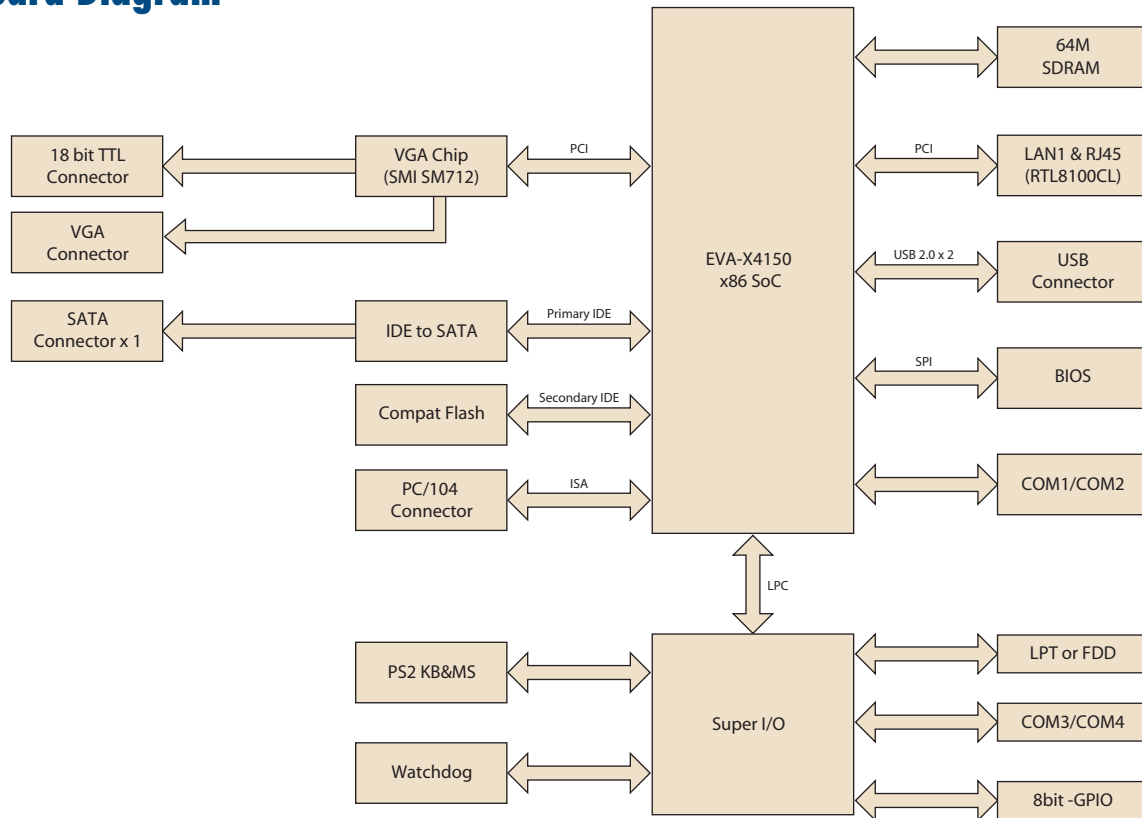 Diagram
64M
SDRAM
18 bit TTL
Connector
VGA Chip
(SMI SM712)
PCI
PCI
LAN1 & RJ45
(RTL8100CL)
VGA
Connector
EVA-X4150
x86 SoC
USB 2.0 x 2
USB
Connector
SATA
Connector x 1
IDE to SATA
Primary IDE
SPI
BIOS
Compat Flash
Secondary IDE
PC/104
Connector
ISA
COM1/COM2
LPC
PS2 KB&MS
LPT or FDD
Super I/O
COM3/COM4
Watchdog
8bit -GPIO